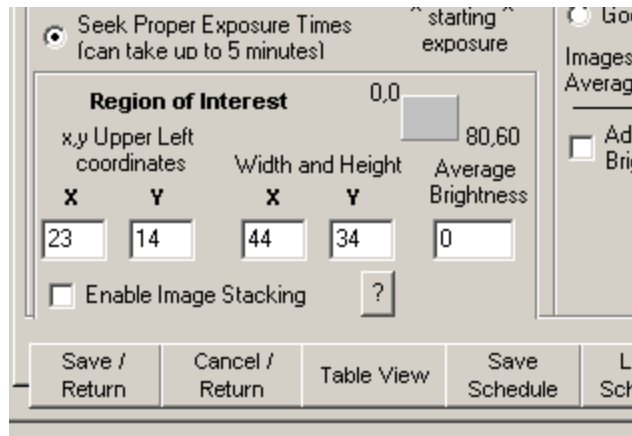 Seek Proper Exposure Times
(can take up to 5 minutes)
^ starting ^
exposure
Images
Region of Interest
0,0
80,60
x,y Upper Left
coordinates
Width and Height
Average
Brightness
X Y X Y
23 14 44 34 0
Enable Image Stacking
?
Save /
Return
Cancel /
Return
Table View
Save
Schedule